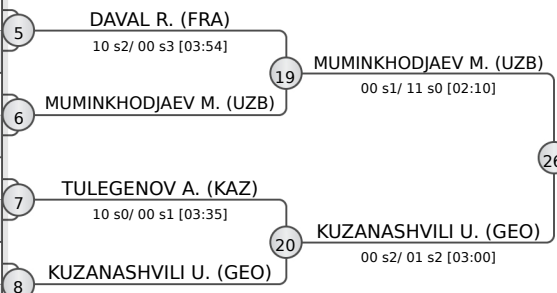 DAVAL R. (FRA)
5
10 s2/ 00 s3 [03:54]
19
MUMINKHODJAEV M. (UZB)
00 s1/ 11 s0 [02:10]
MUMINKHODJAEV M. (UZB)
6
26
TULEGENOV A. (KAZ)
7
10 s0/ 00 s1 [03:35]
20
KUZANASHVILI U. (GEO)
00 s2/ 01 s2 [03:00]
KUZANASHVILI U. (GEO)
8